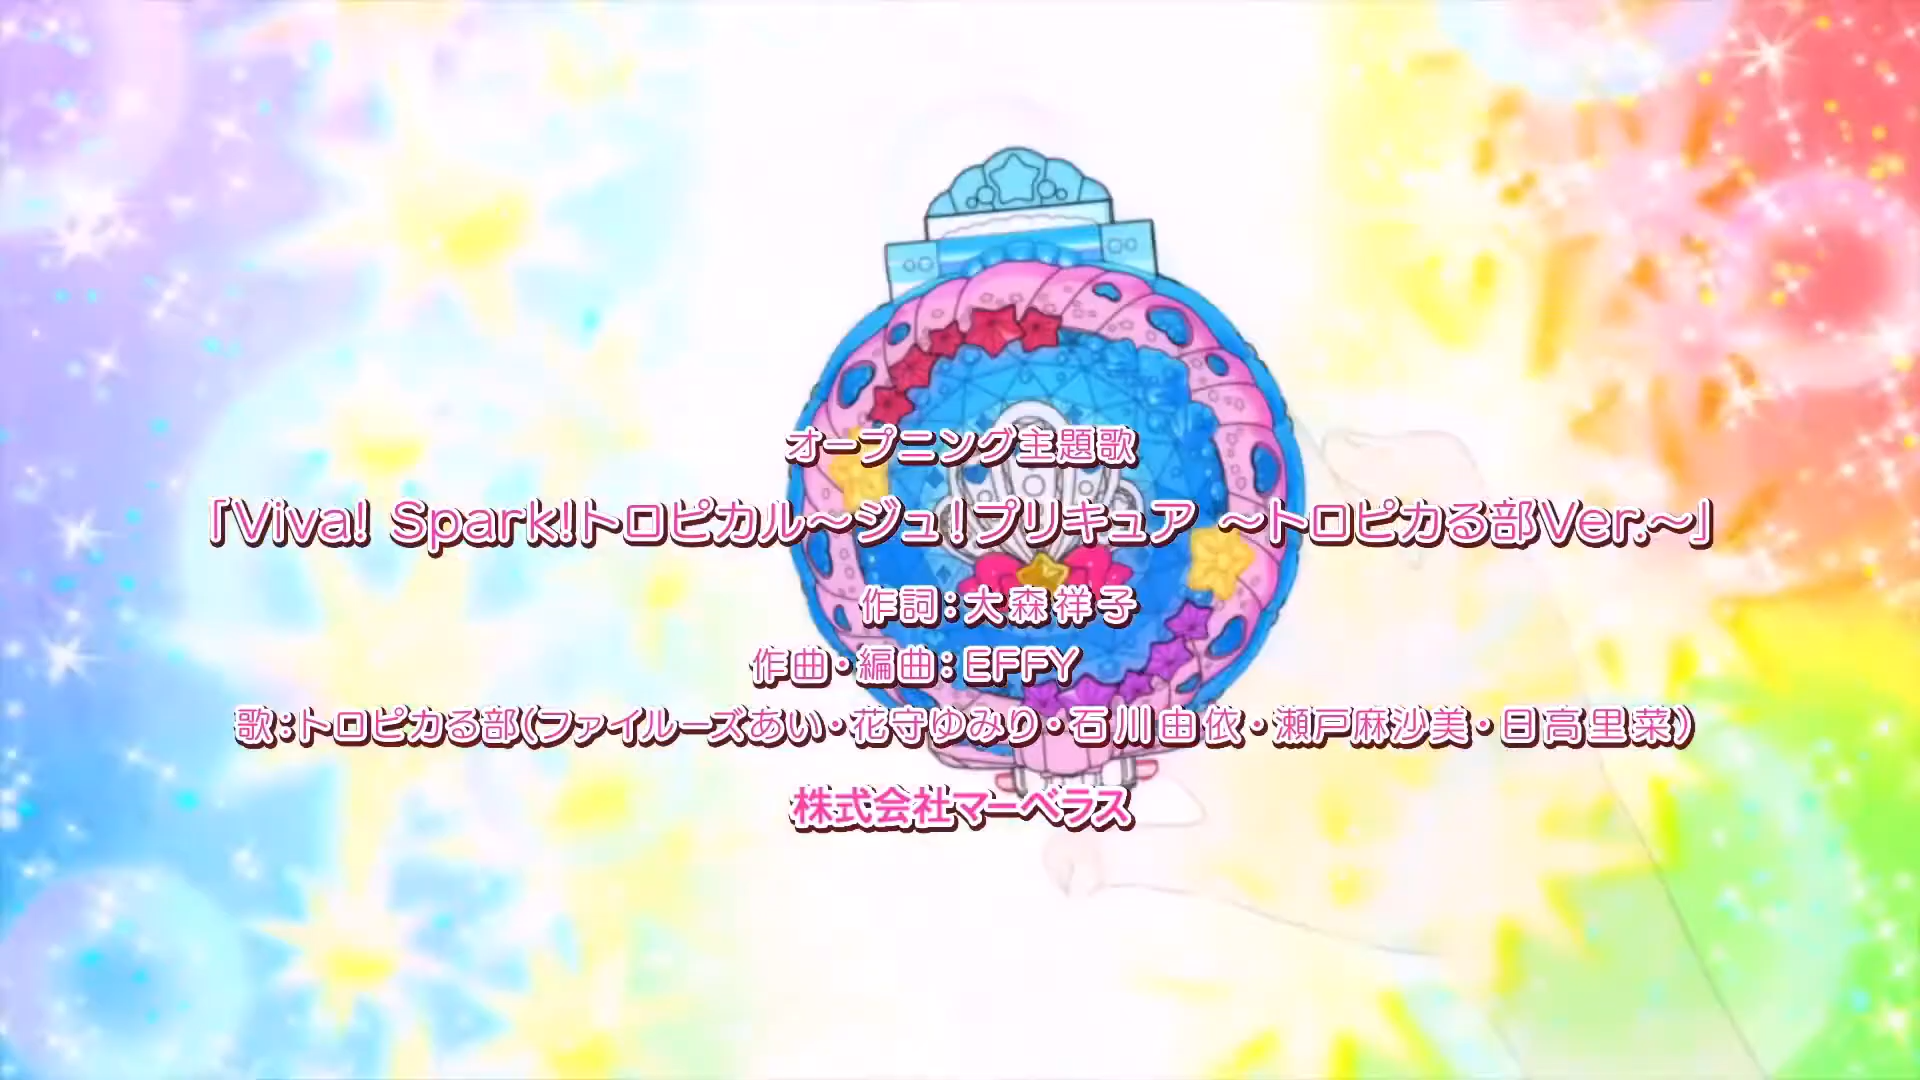 オープニング主題歌
「Viva! Spark!トロピカル～ジュ!プリキュア ～トロピカる部Ver.～」
作詞:大森祥子
作曲・編曲:EFFY
歌:トロピカる部(ファイルーズあい・花守ゆみり・石川由依・瀬戸麻沙美・日高里菜)
株式会社マーベラス